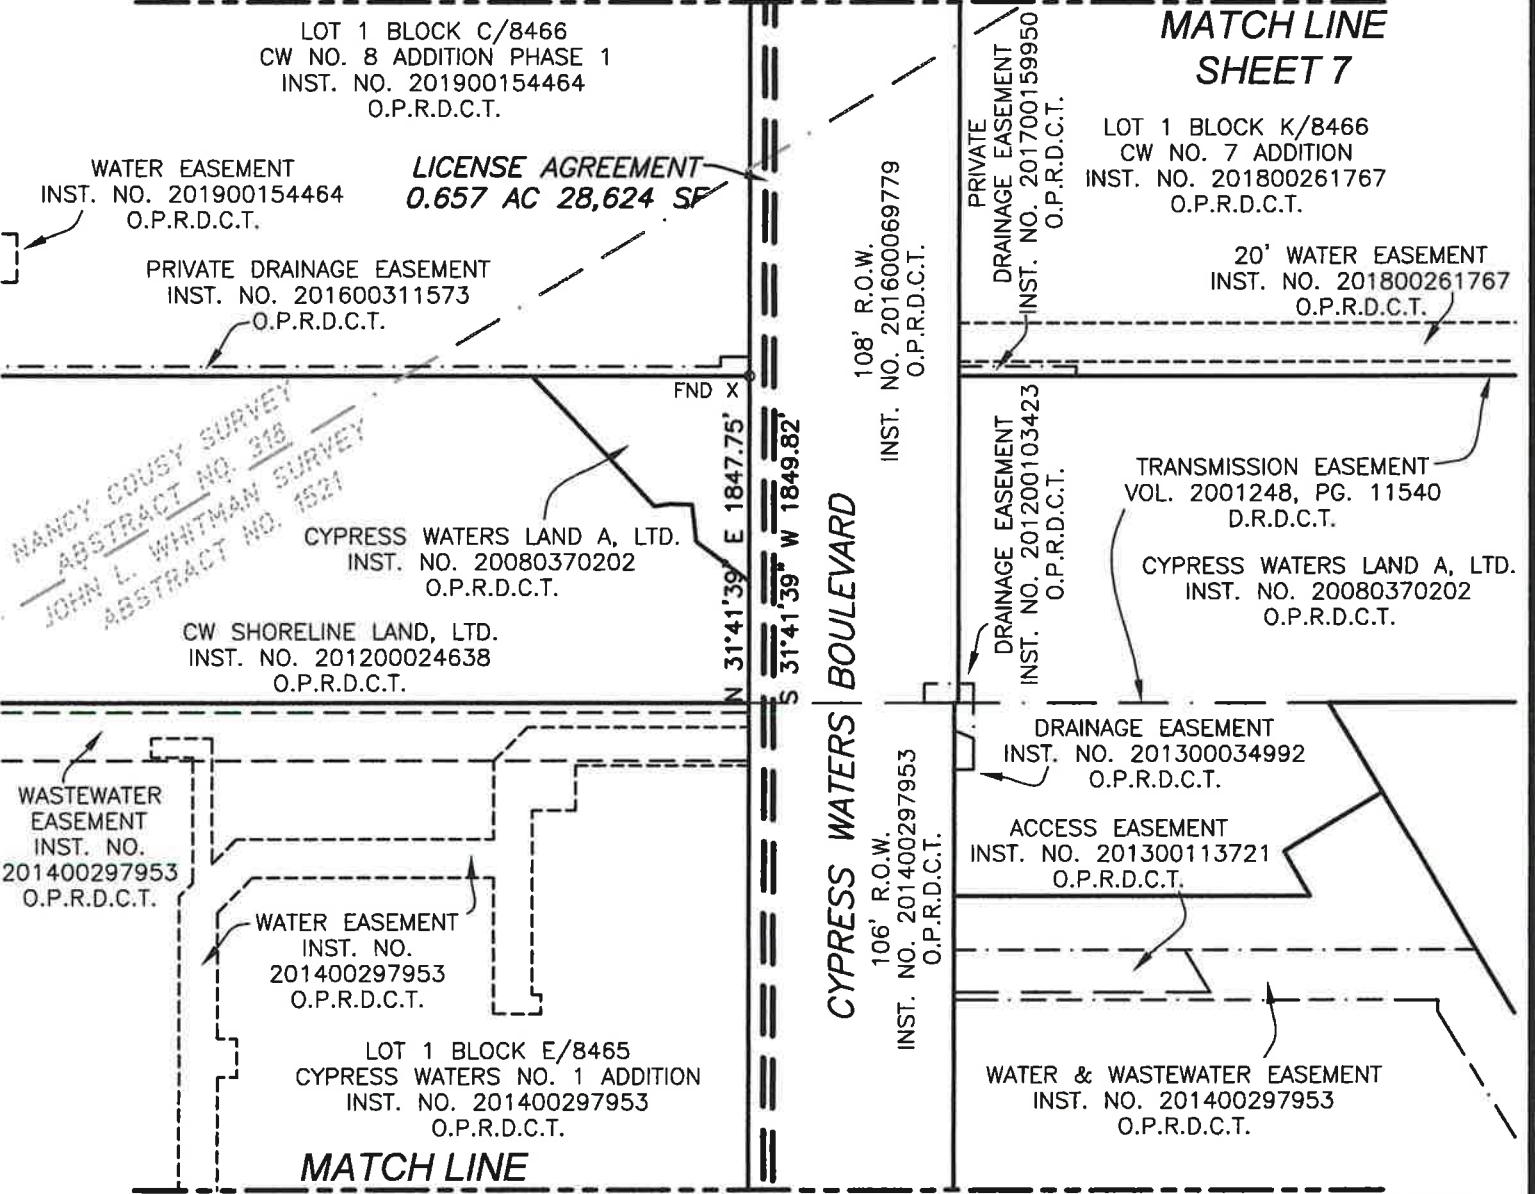 LOT 1 BLOCK C/8466
CW NO. 8 ADDITION PHASE 1
INST. NO. 201900154464
O.P.R.D.C.T.
MATCH LINE
SHEET 7
WATER EASEMENT
INST. NO. 201900154464
O.P.R.D.C.T.
LICENSE AGREEMENT
0.657 AC 28,624 SF
PRIVATE DRAINAGE EASEMENT
INST. NO. 201600311573
O.P.R.D.C.T.
108' R.O.W.
INST. NO. 201600069779
O.P.R.D.C.T.
PRIVATE
DRAINAGE EASEMENT
INST. NO. 201700159950
O.P.R.D.C.T.
LOT 1 BLOCK K/8466
CW NO. 7 ADDITION
INST. NO. 201800261767
O.P.R.D.C.T.
20' WATER EASEMENT
INST. NO. 201800261767
O.P.R.D.C.T.
FND X
NANCY COUSY SURVEY
ABSTRACT NO. 318
JOHN L. WHITMAN SURVEY
ABSTRACT NO. 1521
CYPRESS WATERS LAND A, LTD.
INST. NO. 20080370202
O.P.R.D.C.T.
CW SHORELINE LAND, LTD.
INST. NO. 201200024638
O.P.R.D.C.T.
N 31°41'39" E 1847.75'
S 31°41'39" W 1849.82'
CYPRESS WATERS BOULEVARD
DRAINAGE EASEMENT
INST. NO. 201200103423
O.P.R.D.C.T.
TRANSMISSION EASEMENT
VOL. 2001248, PG. 11540
D.R.D.C.T.
CYPRESS WATERS LAND A, LTD.
INST. NO. 20080370202
O.P.R.D.C.T.
WASTEWATER
EASEMENT
INST. NO.
201400297953
O.P.R.D.C.T.
WATER EASEMENT
INST. NO.
201400297953
O.P.R.D.C.T.
106' R.O.W.
INST. NO. 201400297953
O.P.R.D.C.T.
DRAINAGE EASEMENT
INST. NO. 201300034992
O.P.R.D.C.T.
ACCESS EASEMENT
INST. NO. 201300113721
O.P.R.D.C.T.
LOT 1 BLOCK E/8465
CYPRESS WATERS NO. 1 ADDITION
INST. NO. 201400297953
O.P.R.D.C.T.
WATER & WASTEWATER EASEMENT
INST. NO. 201400297953
O.P.R.D.C.T.
MATCH LINE